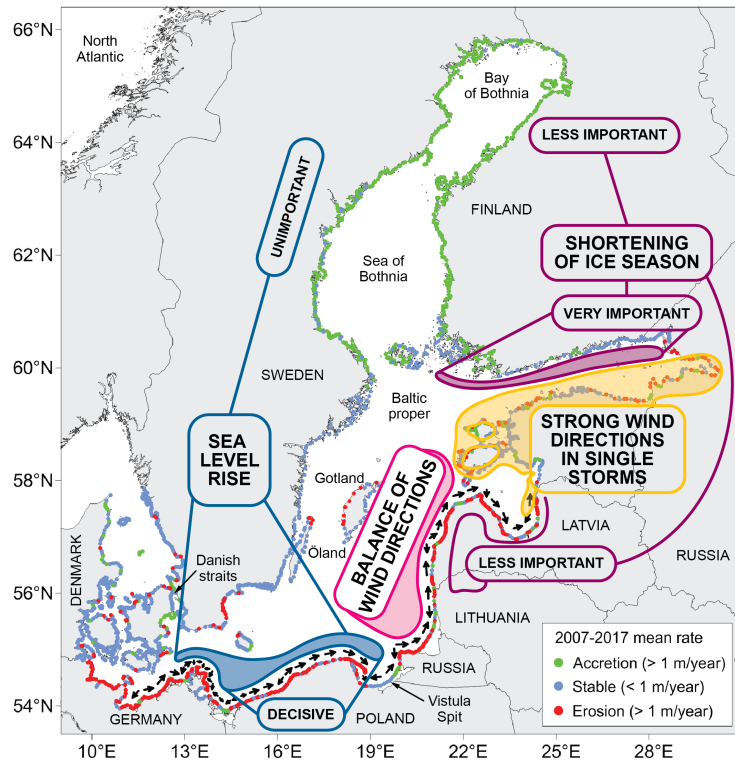 66°N
64°N
62°N
60°N
58°N
56°N
54°N
North
Atlantic
Bay
of Bothnia
LESS IMPORTANT
UNIMPORTANT
FINLAND
SHORTENING
OF ICE SEASON
Sea of
Bothnia
VERY IMPORTANT
SWEDEN
Baltic
proper
SEA
LEVEL
RISE
STRONG WIND
DIRECTIONS
IN SINGLE
STORMS
BALANCE OF
WIND DIRECTIONS
Gotland
Öland
LATVIA
RUSSIA
DENMARK
Danish
straits
LESS IMPORTANT
LITHUANIA
RUSSIA
Vistula
Spit
DECISIVE
GERMANY
POLAND
2007-2017 mean rate
Accretion (> 1 m/year)
Stable (< 1 m/year)
Erosion (> 1 m/year)
10°E
13°E
16°E
19°E
22°E
25°E
28°E